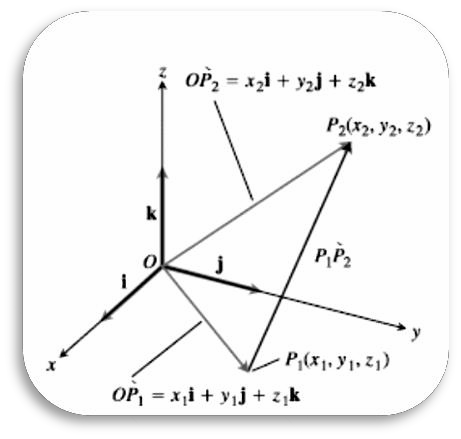 z
OP̀₂ = x₂i + y₂j + z₂k
P₂(x₂, y₂, z₂)
k
P₁P̀₂
O
j
i
y
x
P₁(x₁, y₁, z₁)
OP̀₁ = x₁i + y₁j + z₁k